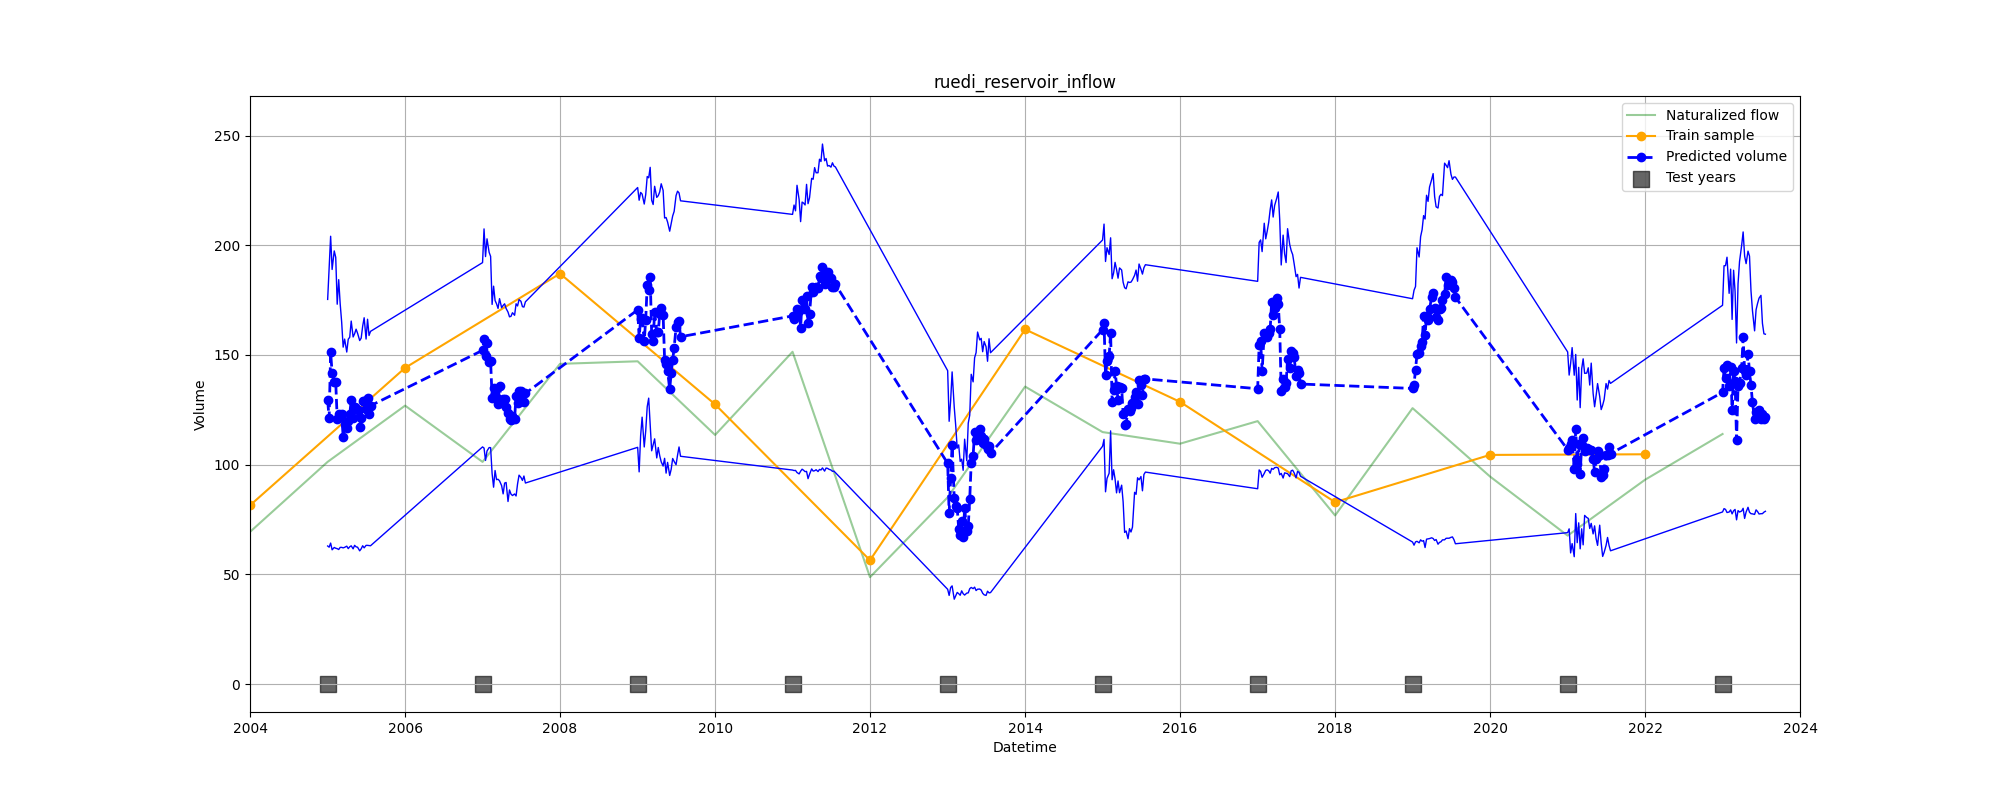 ruedi_reservoir_inflow
Naturalized flow
Train sample
Predicted volume
Test years
250
200
150
100
50
0
Volume
2004 2006 2008 2010 2012 2014 2016 2018 2020 2022 2024
Datetime